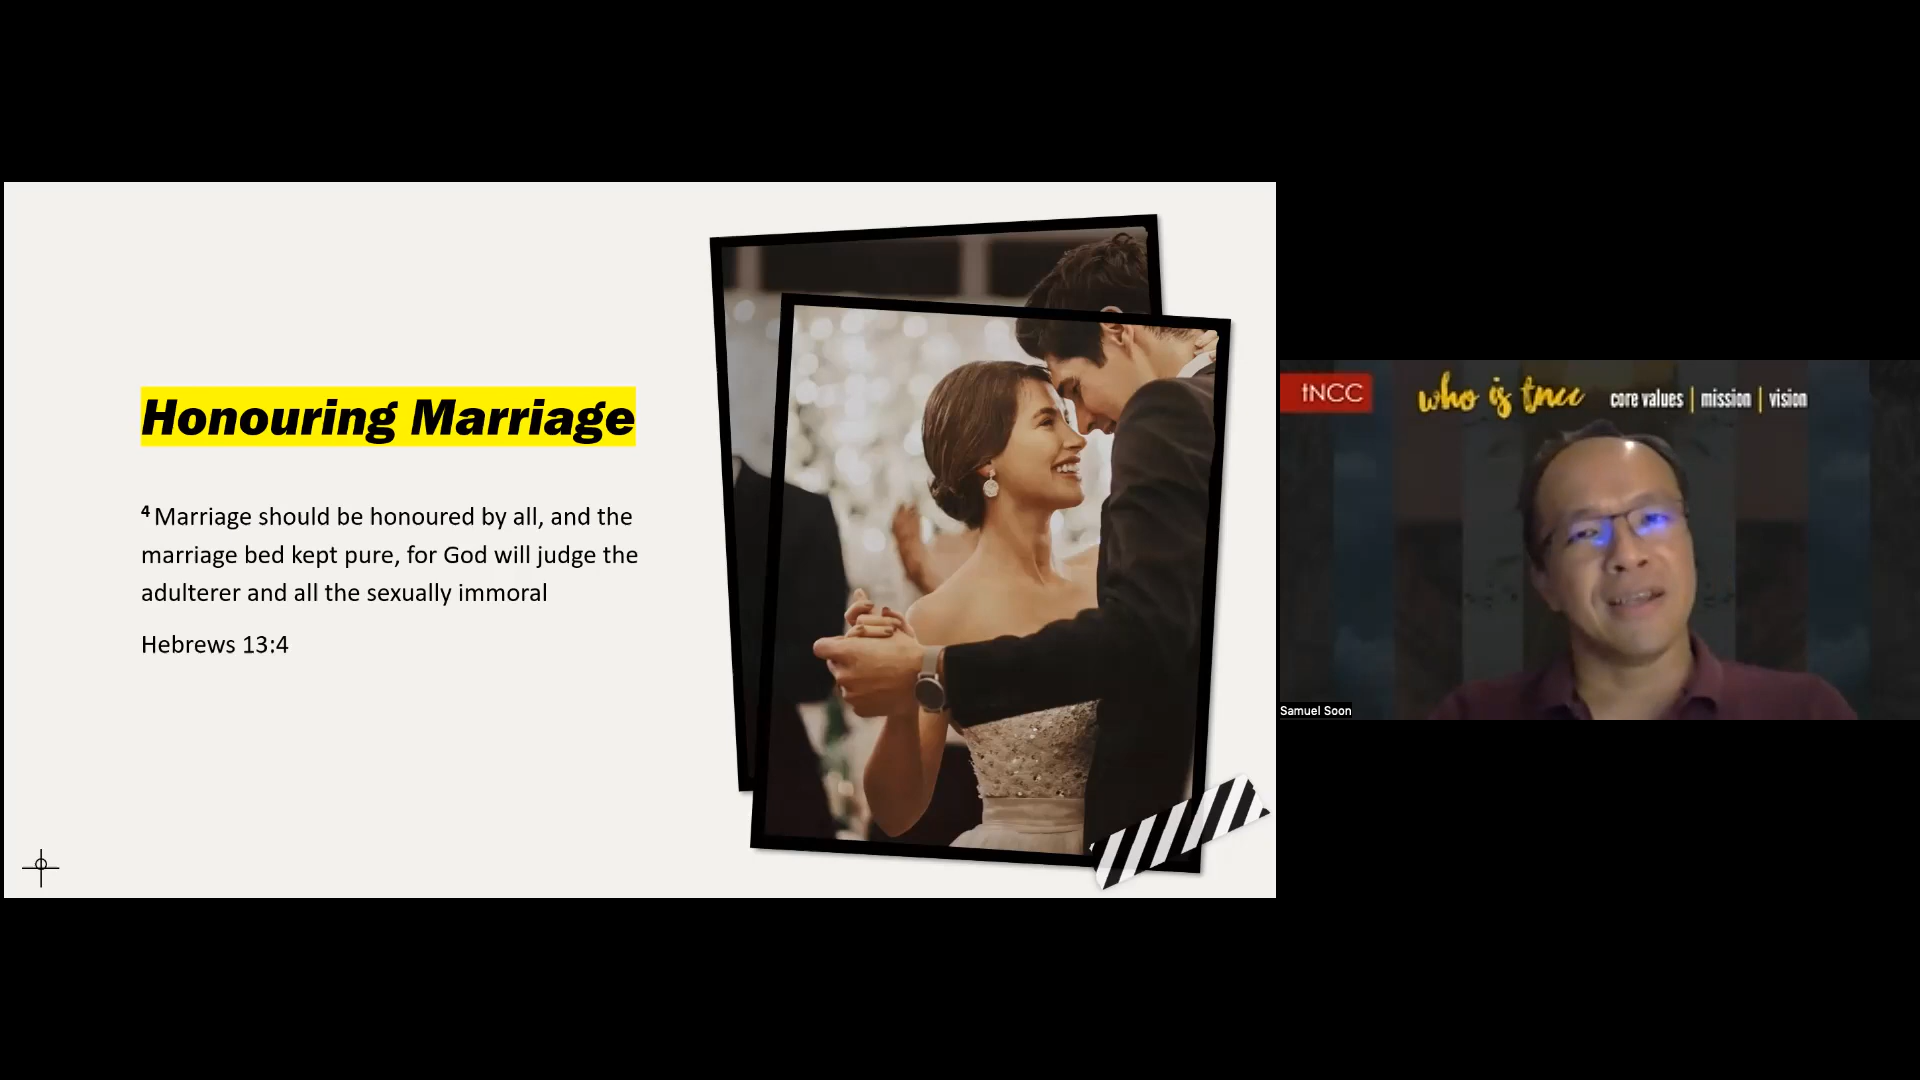 Honouring Marriage
4 Marriage should be honoured by all, and the
marriage bed kept pure, for God will judge the
adulterer and all the sexually immoral
Hebrews 13:4
tNCC
who is tncc core values | mission | vision
Samuel Soon